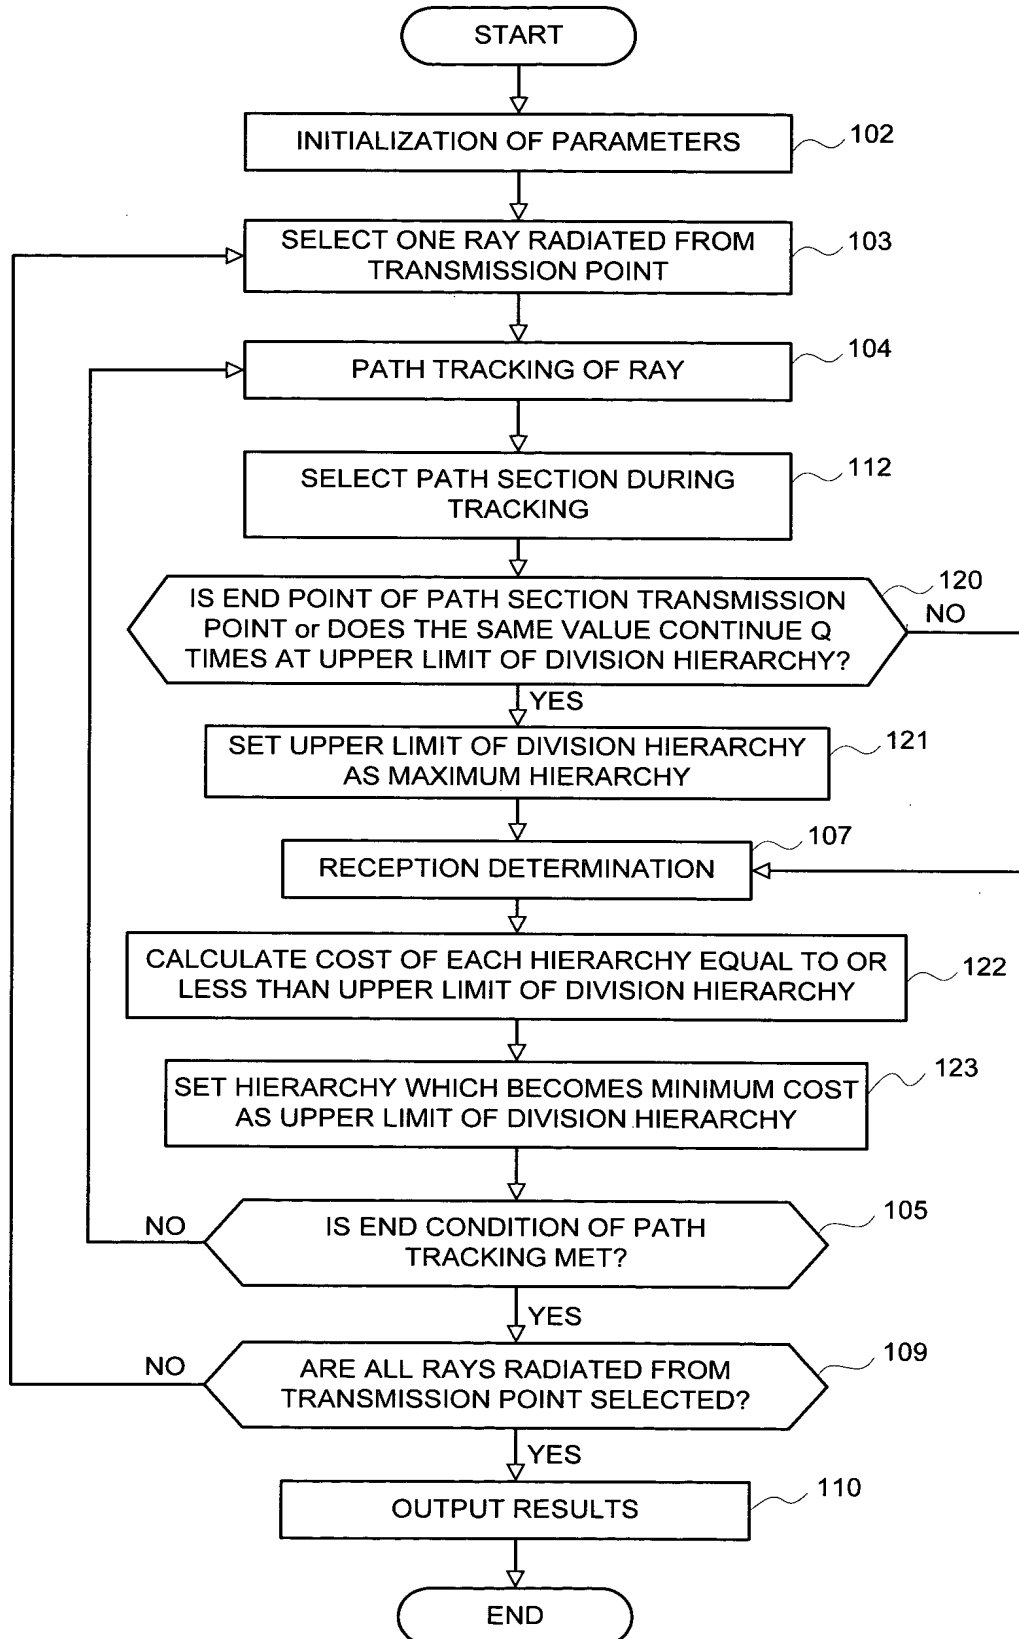 START
INITIALIZATION OF PARAMETERS
102
SELECT ONE RAY RADIATED FROM
TRANSMISSION POINT
103
PATH TRACKING OF RAY
104
SELECT PATH SECTION DURING
TRACKING
112
IS END POINT OF PATH SECTION TRANSMISSION
POINT or DOES THE SAME VALUE CONTINUE Q
TIMES AT UPPER LIMIT OF DIVISION HIERARCHY?
120
NO
YES
SET UPPER LIMIT OF DIVISION HIERARCHY
AS MAXIMUM HIERARCHY
121
RECEPTION DETERMINATION
107
CALCULATE COST OF EACH HIERARCHY EQUAL TO OR
LESS THAN UPPER LIMIT OF DIVISION HIERARCHY
122
SET HIERARCHY WHICH BECOMES MINIMUM COST
AS UPPER LIMIT OF DIVISION HIERARCHY
123
NO
IS END CONDITION OF PATH
TRACKING MET?
105
YES
NO
ARE ALL RAYS RADIATED FROM
TRANSMISSION POINT SELECTED?
109
YES
OUTPUT RESULTS
110
END